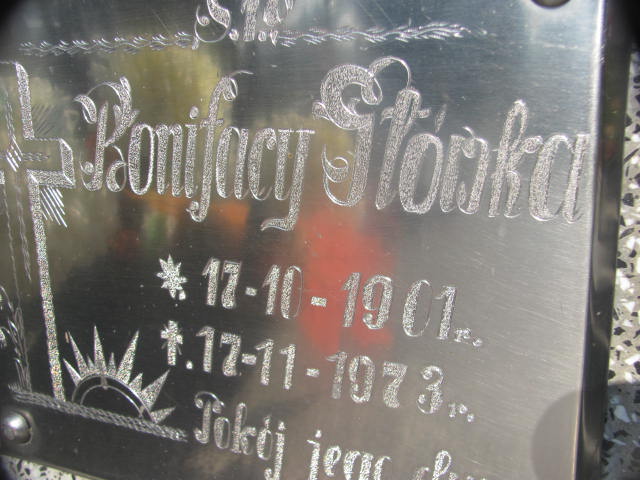 Ś.P.
Bonifacy Główka
*. 17-10-1901 r.
†. 17-11-1973 r.
Pokój jego